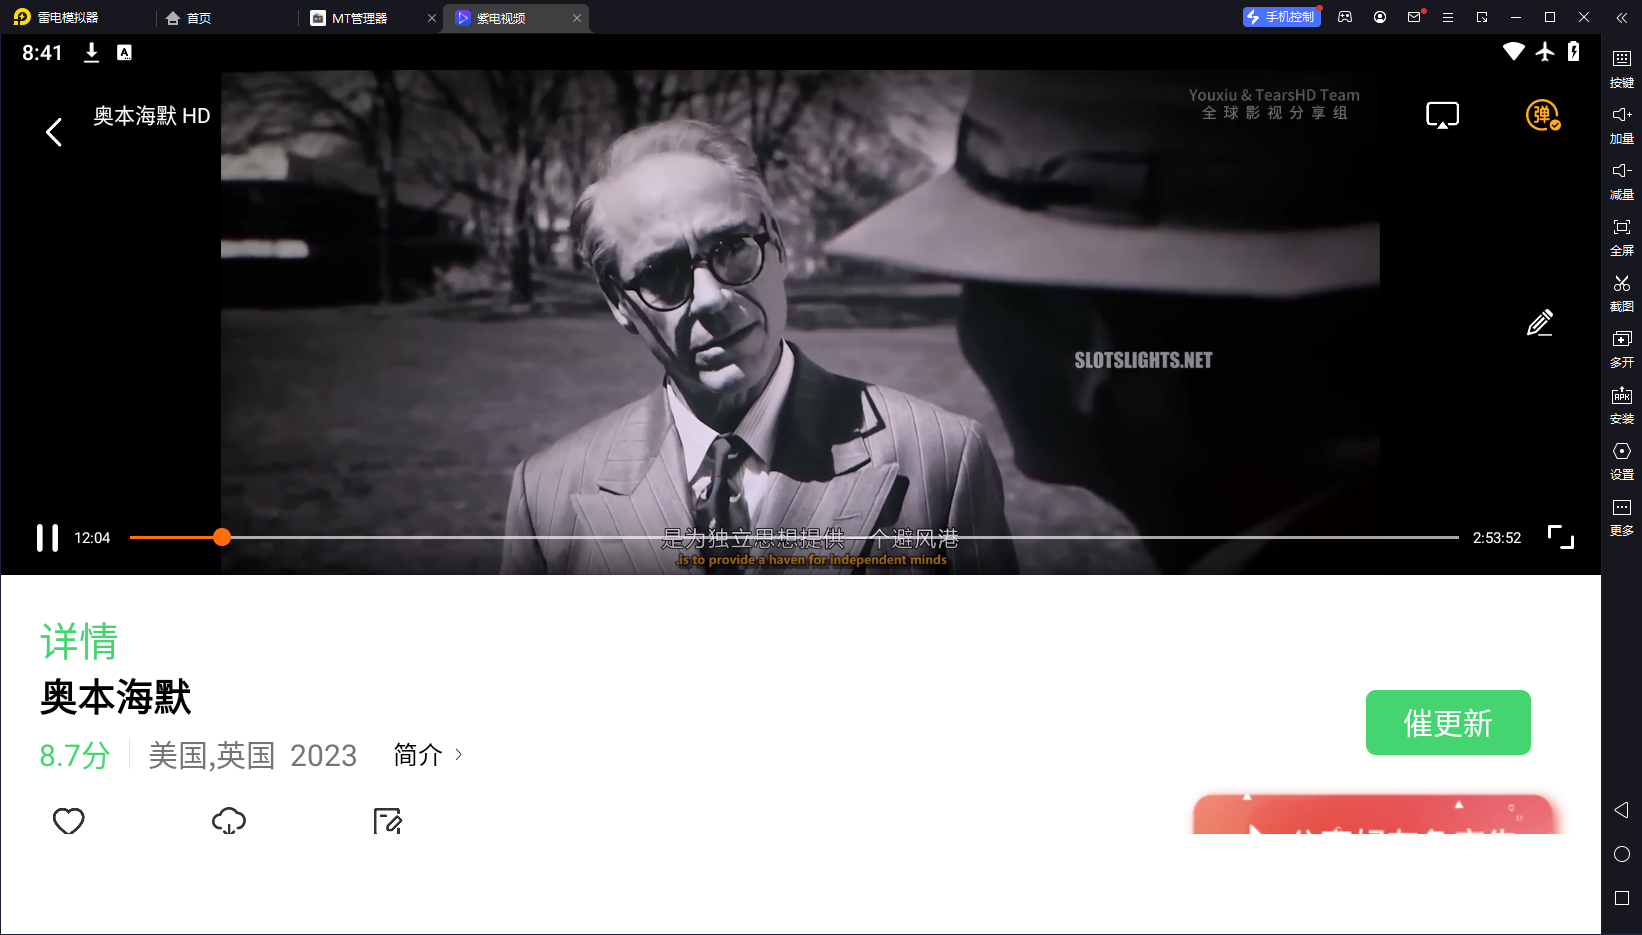 雷电模拟器
首页
MT管理器
紫电视频
手机控制
8:41
奥本海默 HD
Youxiu & TearsHD Team
全球影视分享组
弹
SLOTSLIGHTS.NET
12:04
是为独立思想提供一个避风港
2:53:52
.is to provide a haven for independent minds
按键
加量
减量
全屏
截图
多开
APK
安装
设置
更多
详情
奥本海默
催更新
8.7分
美国,英国 2023
简介